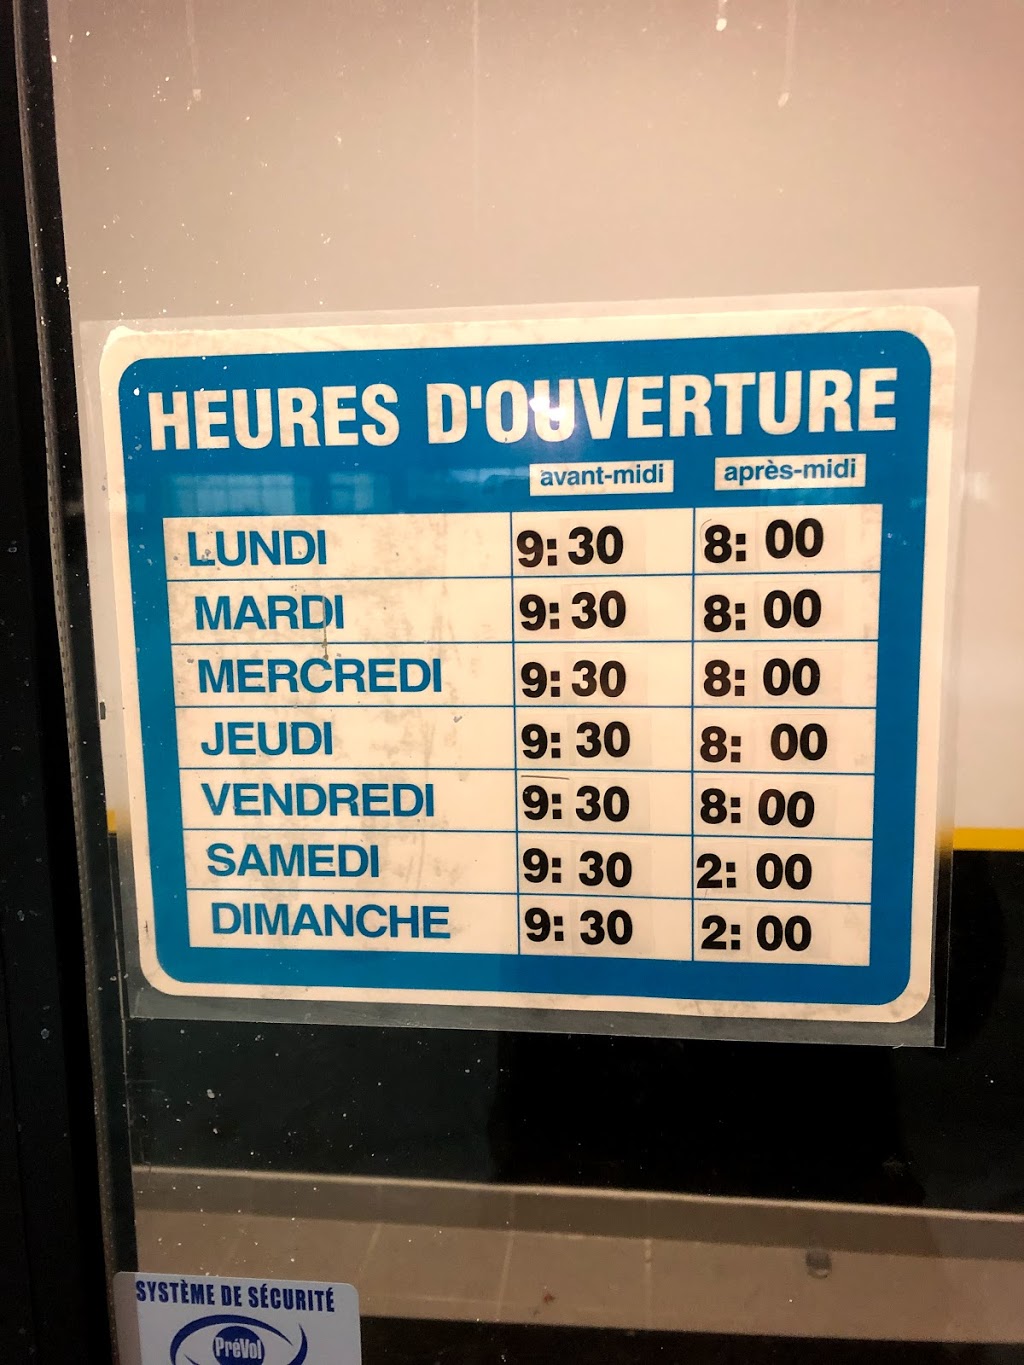 HEURES D'OUVERTURE
avant-midi après-midi
LUNDI 9:30 8:00
MARDI 9:30 8:00
MERCREDI 9:30 8:00
JEUDI 9:30 8:00
VENDREDI 9:30 8:00
SAMEDI 9:30 2:00
DIMANCHE 9:30 2:00
SYSTÈME DE SÉCURITÉ
PréVol